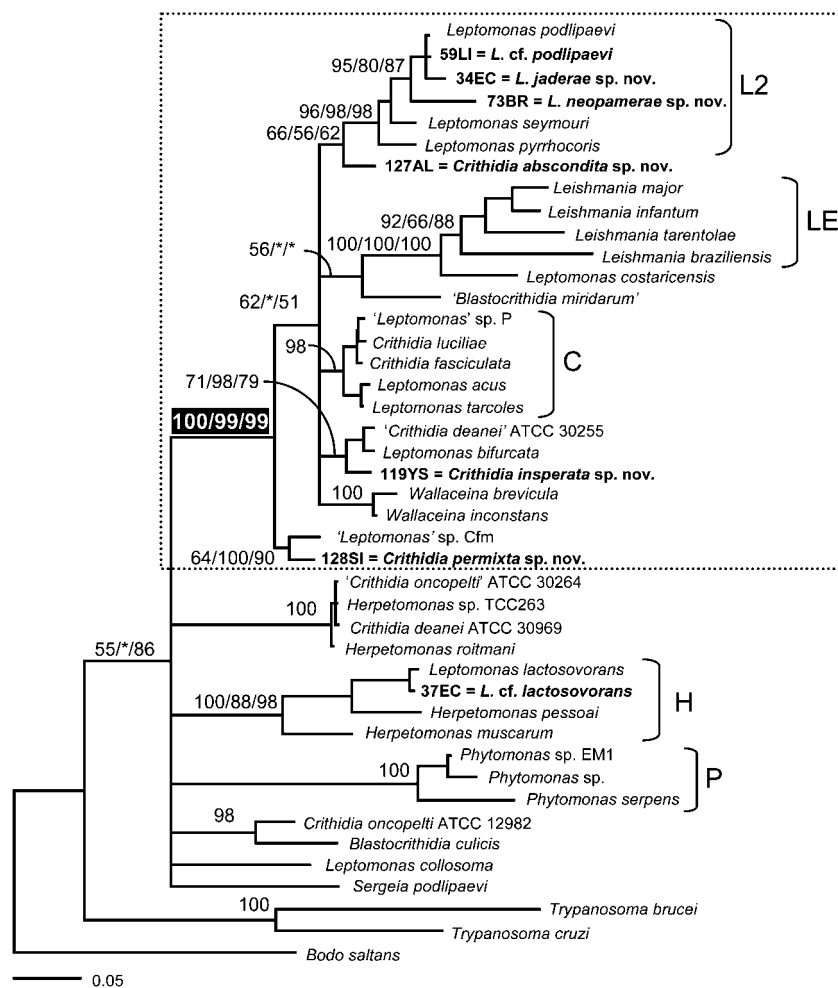 Leptomonas podlipaevi
59LI = L. cf. podlipaevi
95/80/87
34EC = L. jaderae sp. nov.
L2
73BR = L. neopamerae sp. nov.
96/98/98
Leptomonas seymouri
66/56/62
Leptomonas pyrrhocoris
127AL = Crithidia abscondita sp. nov.
Leishmania major
92/66/88
Leishmania infantum
LE
Leishmania tarentolae
56/*/*
100/100/100
Leishmania braziliensis
Leptomonas costaricensis
62/*/51
'Blastocrithidia miridarum'
'Leptomonas' sp. P
98
Crithidia luciliae
Crithidia fasciculata
C
71/98/79
Leptomonas acus
Leptomonas tarcoles
100/99/99
'Crithidia deanei' ATCC 30255
Leptomonas bifurcata
119YS = Crithidia insperata sp. nov.
100
Wallaceina brevicula
Wallaceina inconstans
'Leptomonas' sp. Cfm
64/100/90
128SI = Crithidia permixta sp. nov.
'Crithidia oncopelti' ATCC 30264
100
Herpetomonas sp. TCC263
Crithidia deanei ATCC 30969
55/*/86
Herpetomonas roitmani
Leptomonas lactosovorans
37EC = L. cf. lactosovorans
100/88/98
H
Herpetomonas pessoai
Herpetomonas muscarum
Phytomonas sp. EM1
100
Phytomonas sp.
P
Phytomonas serpens
98
Crithidia oncopelti ATCC 12982
Blastocrithidia culicis
Leptomonas collosoma
Sergeia podlipaevi
100
Trypanosoma brucei
Trypanosoma cruzi
Bodo saltans
0.05